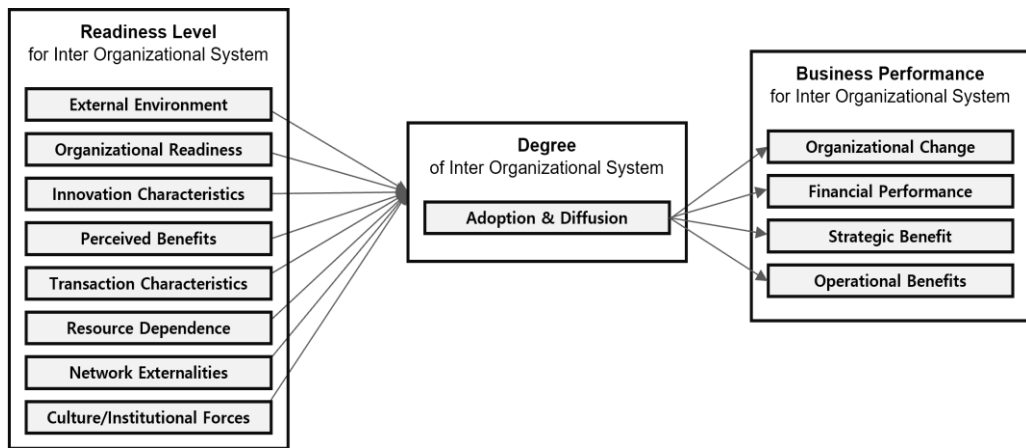 Readiness Level
for Inter Organizational System
External Environment
Organizational Readiness
Innovation Characteristics
Perceived Benefits
Transaction Characteristics
Resource Dependence
Network Externalities
Culture/Institutional Forces
Degree
of Inter Organizational System
Adoption & Diffusion
Business Performance
for Inter Organizational System
Organizational Change
Financial Performance
Strategic Benefit
Operational Benefits